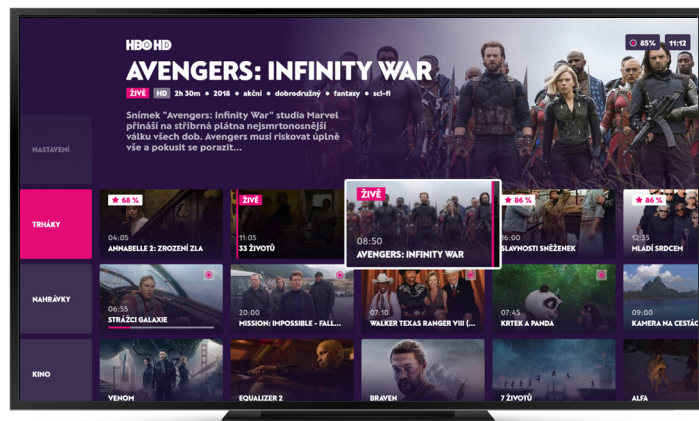 HBO HD
85% 11:12
AVENGERS: INFINITY WAR
ŽIVĚ HD 2h 30m • 2018 • akční • dobrodružný • fantasy • sci-fi
Snímek "Avengers: Infinity War" studia Marvel
přináší na stříbrná plátna nejsmrtonosnější
válku všech dob. Avengers musí riskovat úplně
vše a pokusit se porazit...
NASTAVENÍ
TRHÁKY
68 %
04:05
ANNABELLE 2: ZROZENÍ ZLA
ŽIVĚ
11:05
33 ŽIVOTŮ
ŽIVĚ
08:50
AVENGERS: INFINITY WAR
86 %
16:00
SLAVNOSTI SNĚŽENEK
86 %
12:35
MLADÍ SRDCEM
NAHRÁVKY
06:55
STRÁŽCI GALAXIE
20:00
MISSION: IMPOSSIBLE - FALL...
07:10
WALKER TEXAS RANGER VIII (...
07:45
KRTEK A PANDA
09:00
KAMERA NA CESTÁC
KINO
VENOM
EQUALIZER 2
BRAVEN
7 ŽIVOTŮ
ALFA